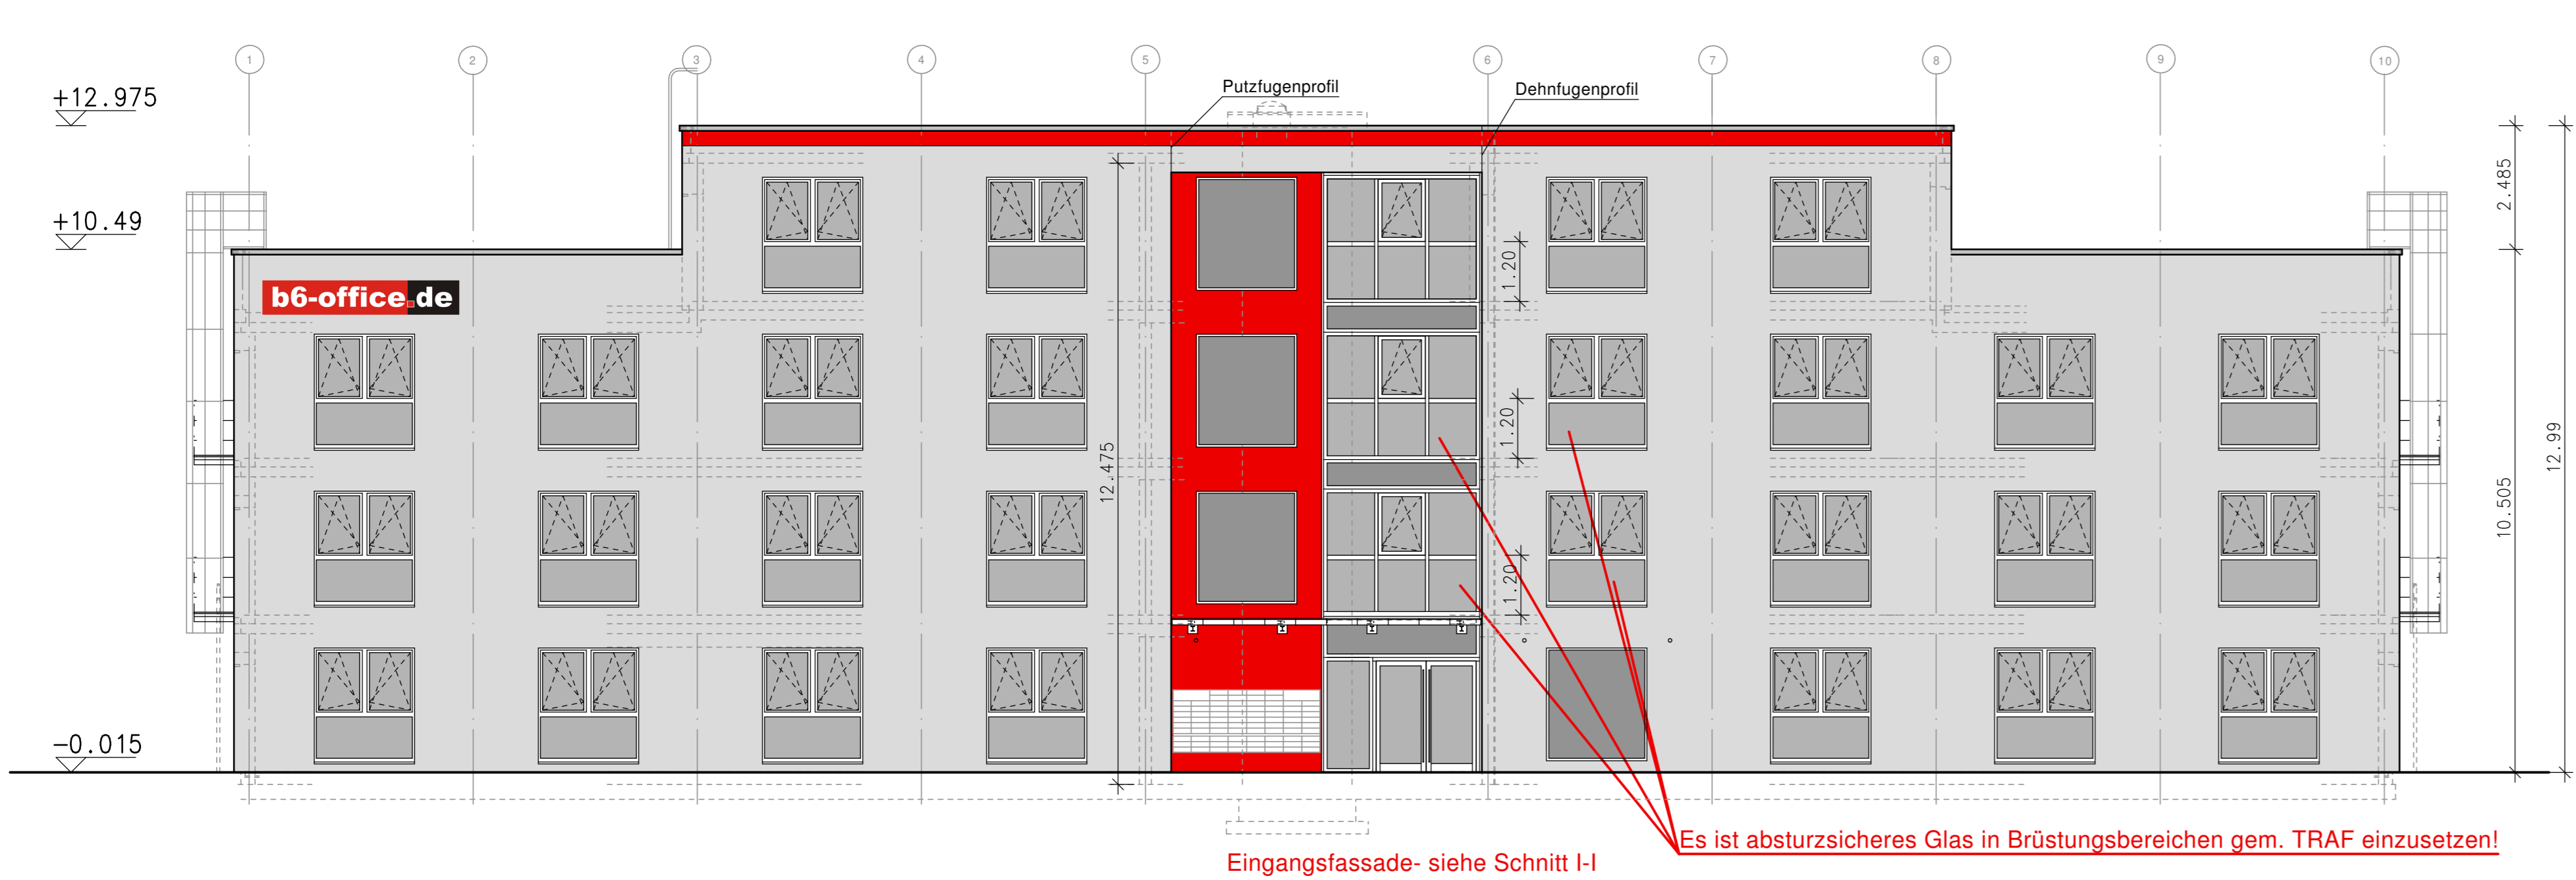 1 2 3 4 5 6 7 8 9 10
Putzfugenprofil
Dehnfugenprofil
+12.975
+10.49
b6-office.de
-0.015
12.475
1.20
1.20
1.20
2.485
10.505
12.99
Es ist absturzsicheres Glas in Brüstungsbereichen gem. TRAF einzusetzen!
Eingangsfassade- siehe Schnitt I-I